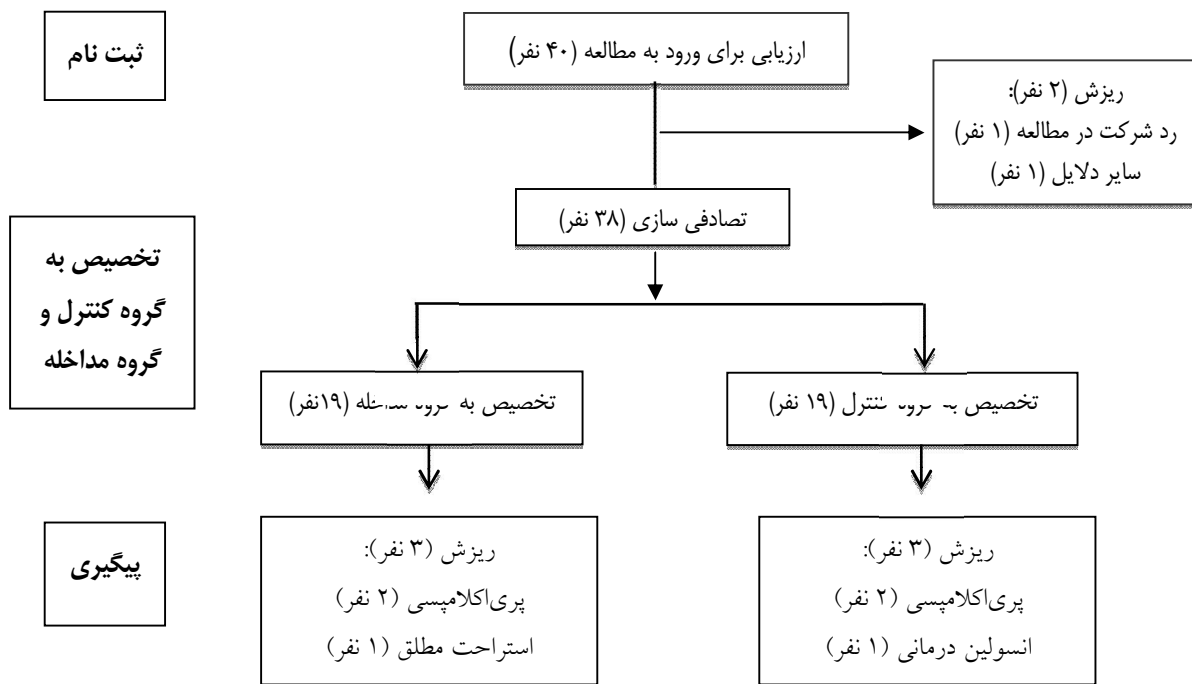 ثبت نام
ارزیابی برای ورود به مطالعه (۴۰ نفر)
ریزش (۲ نفر):
رد شرکت در مطالعه (۱ نفر)
سایر دلایل (۱ نفر)
تصادفی سازی (۳۸ نفر)
تخصیص به
گروه کنترل و
گروه مداخله
تخصیص به کنترل (۱۹ نفر)
تخصیص به (۱۹نفر)
پیگیری
ریزش (۳ نفر):
پری‌اکلامپسی (۲ نفر)
انسولین درمانی (۱ نفر)
ریزش (۳ نفر):
پری‌اکلامپسی (۲ نفر)
استراحت مطلق (۱ نفر)